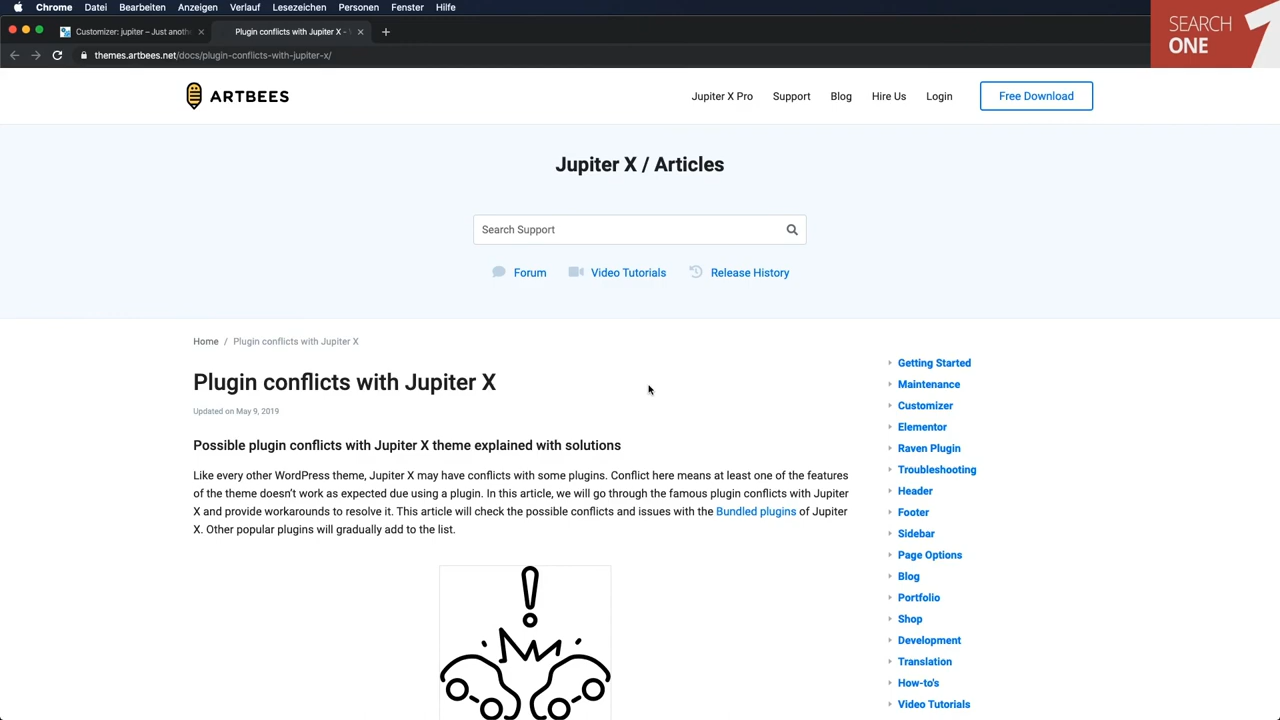 Chrome Datei Bearbeiten Anzeigen Verlauf Lesezeichen Personen Fenster Hilfe
SEARCH
ONE
Customizer: jupiter – Just anoth
Plugin conflicts with Jupiter X -
themes.artbees.net/docs/plugin-conflicts-with-jupiter-x/
ARTBEES
Jupiter X Pro Support Blog Hire Us Login Free Download
Jupiter X / Articles
Search Support
Forum Video Tutorials Release History
Home / Plugin conflicts with Jupiter X
Plugin conflicts with Jupiter X
Updated on May 9, 2019
Possible plugin conflicts with Jupiter X theme explained with solutions
Like every other WordPress theme, Jupiter X may have conflicts with some plugins. Conflict here means at least one of the features
of the theme doesn’t work as expected due using a plugin. In this article, we will go through the famous plugin conflicts with Jupiter
X and provide workarounds to resolve it. This article will check the possible conflicts and issues with the Bundled plugins of Jupiter
X. Other popular plugins will gradually add to the list.
Getting Started
Maintenance
Customizer
Elementor
Raven Plugin
Troubleshooting
Header
Footer
Sidebar
Page Options
Blog
Portfolio
Shop
Development
Translation
How-to's
Video Tutorials